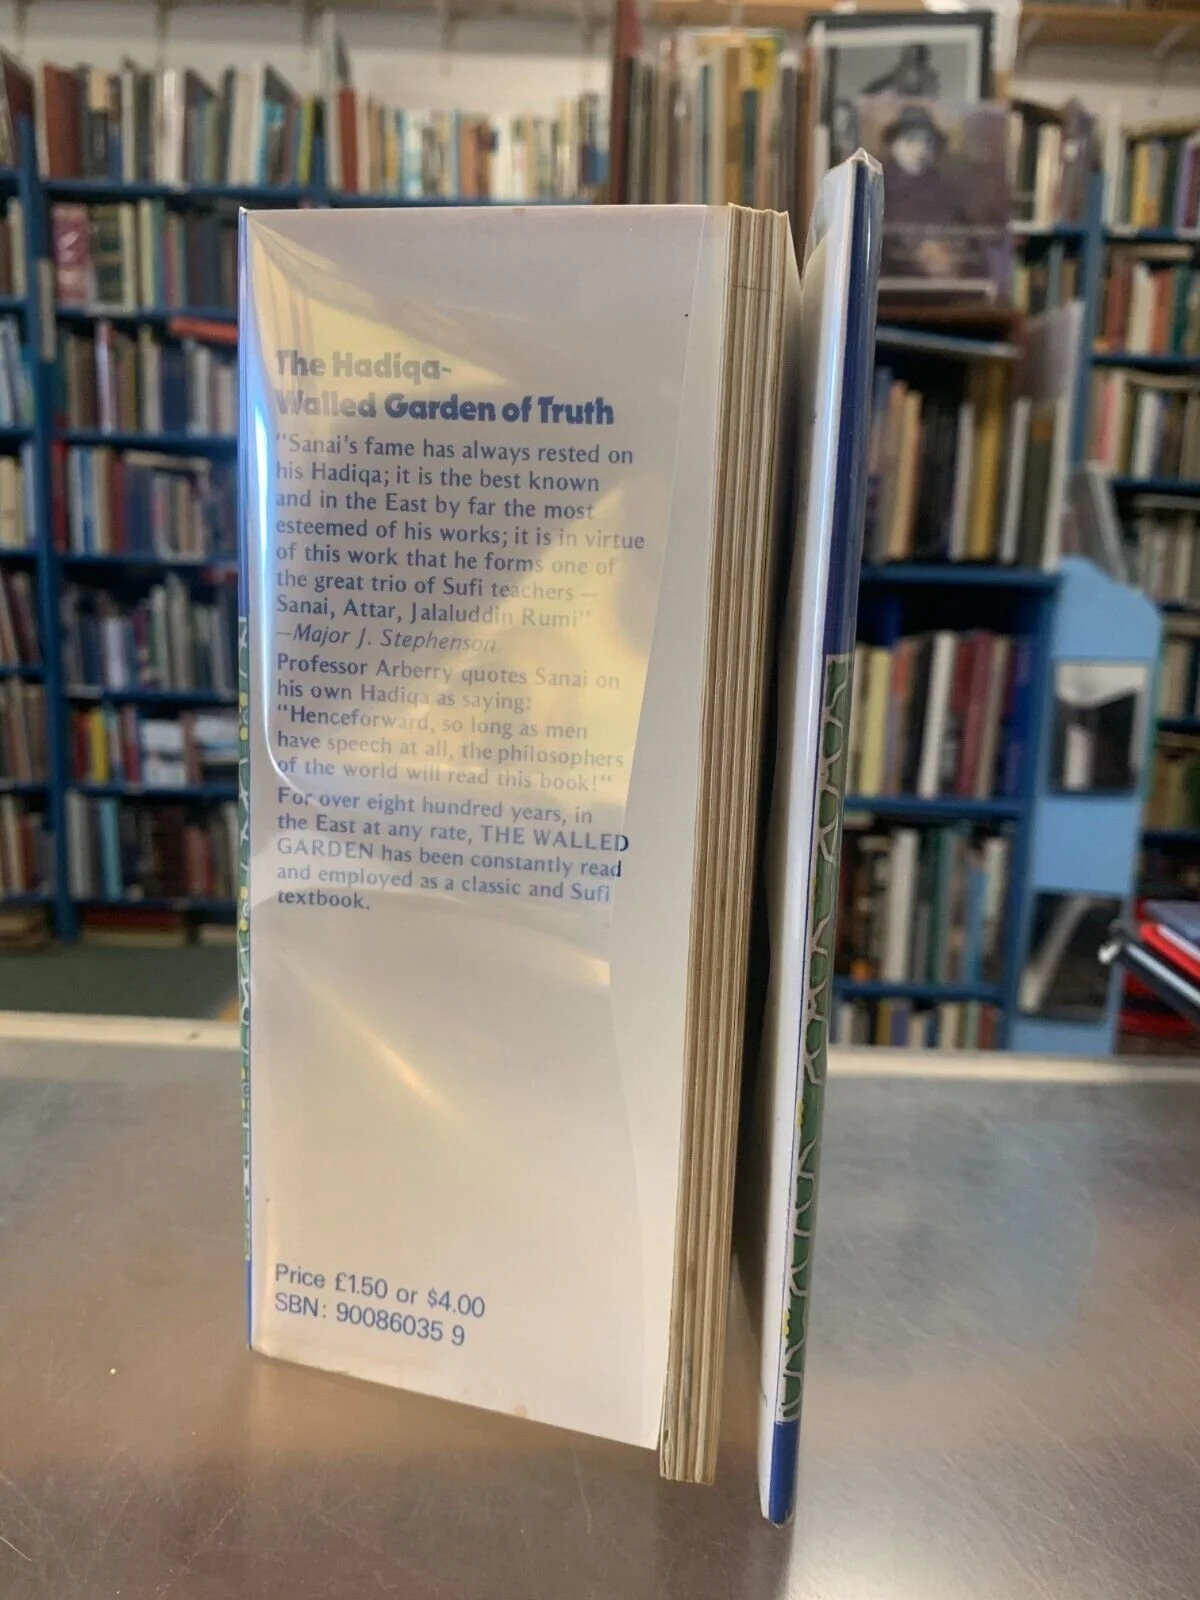 The Hadiqa-
Walled Garden of Truth
"Sanai's fame has always rested on
his Hadiqa; it is the best known
and in the East by far the most
esteemed of his works; it is in virtue
of this work that he forms one of
the great trio of Sufi teachers —
Sanai, Attar, Jalaluddin Rumi"
—Major J. Stephenson
Professor Arberry quotes Sanai on
his own Hadiqa as saying:
"Henceforward, so long as men
have speech at all, the philosophers
of the world will read this book!"
For over eight hundred years, in
the East at any rate, THE WALLED
GARDEN has been constantly read
and employed as a classic and Sufi
textbook.
Price £1.50 or $4.00
SBN: 90086035 9